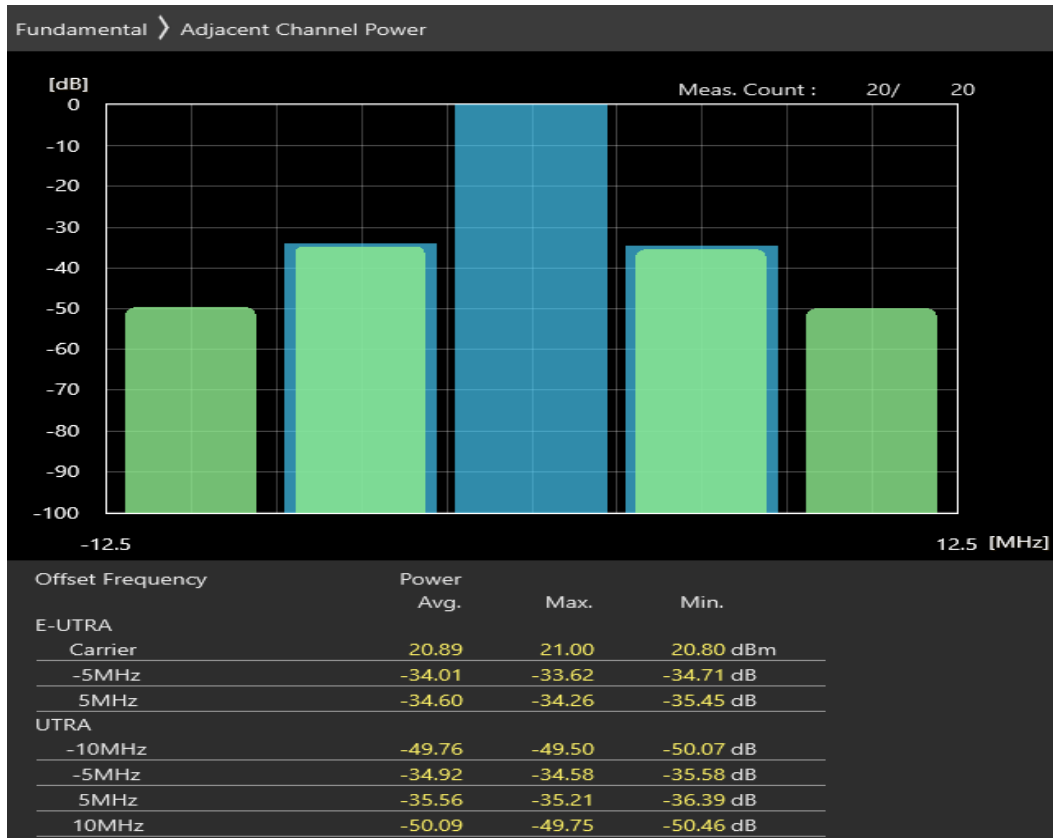 Fundamental ❭ Adjacent Channel Power
[dB]
Meas. Count : 20/ 20
0
-10
-20
-30
-40
-50
-60
-70
-80
-90
-100
-12.5 12.5 [MHz]
Offset Frequency Power
Avg. Max. Min.
E-UTRA
Carrier 20.89 21.00 20.80 dBm
-5MHz -34.01 -33.62 -34.71 dB
5MHz -34.60 -34.26 -35.45 dB
UTRA
-10MHz -49.76 -49.50 -50.07 dB
-5MHz -34.92 -34.58 -35.58 dB
5MHz -35.56 -35.21 -36.39 dB
10MHz -50.09 -49.75 -50.46 dB